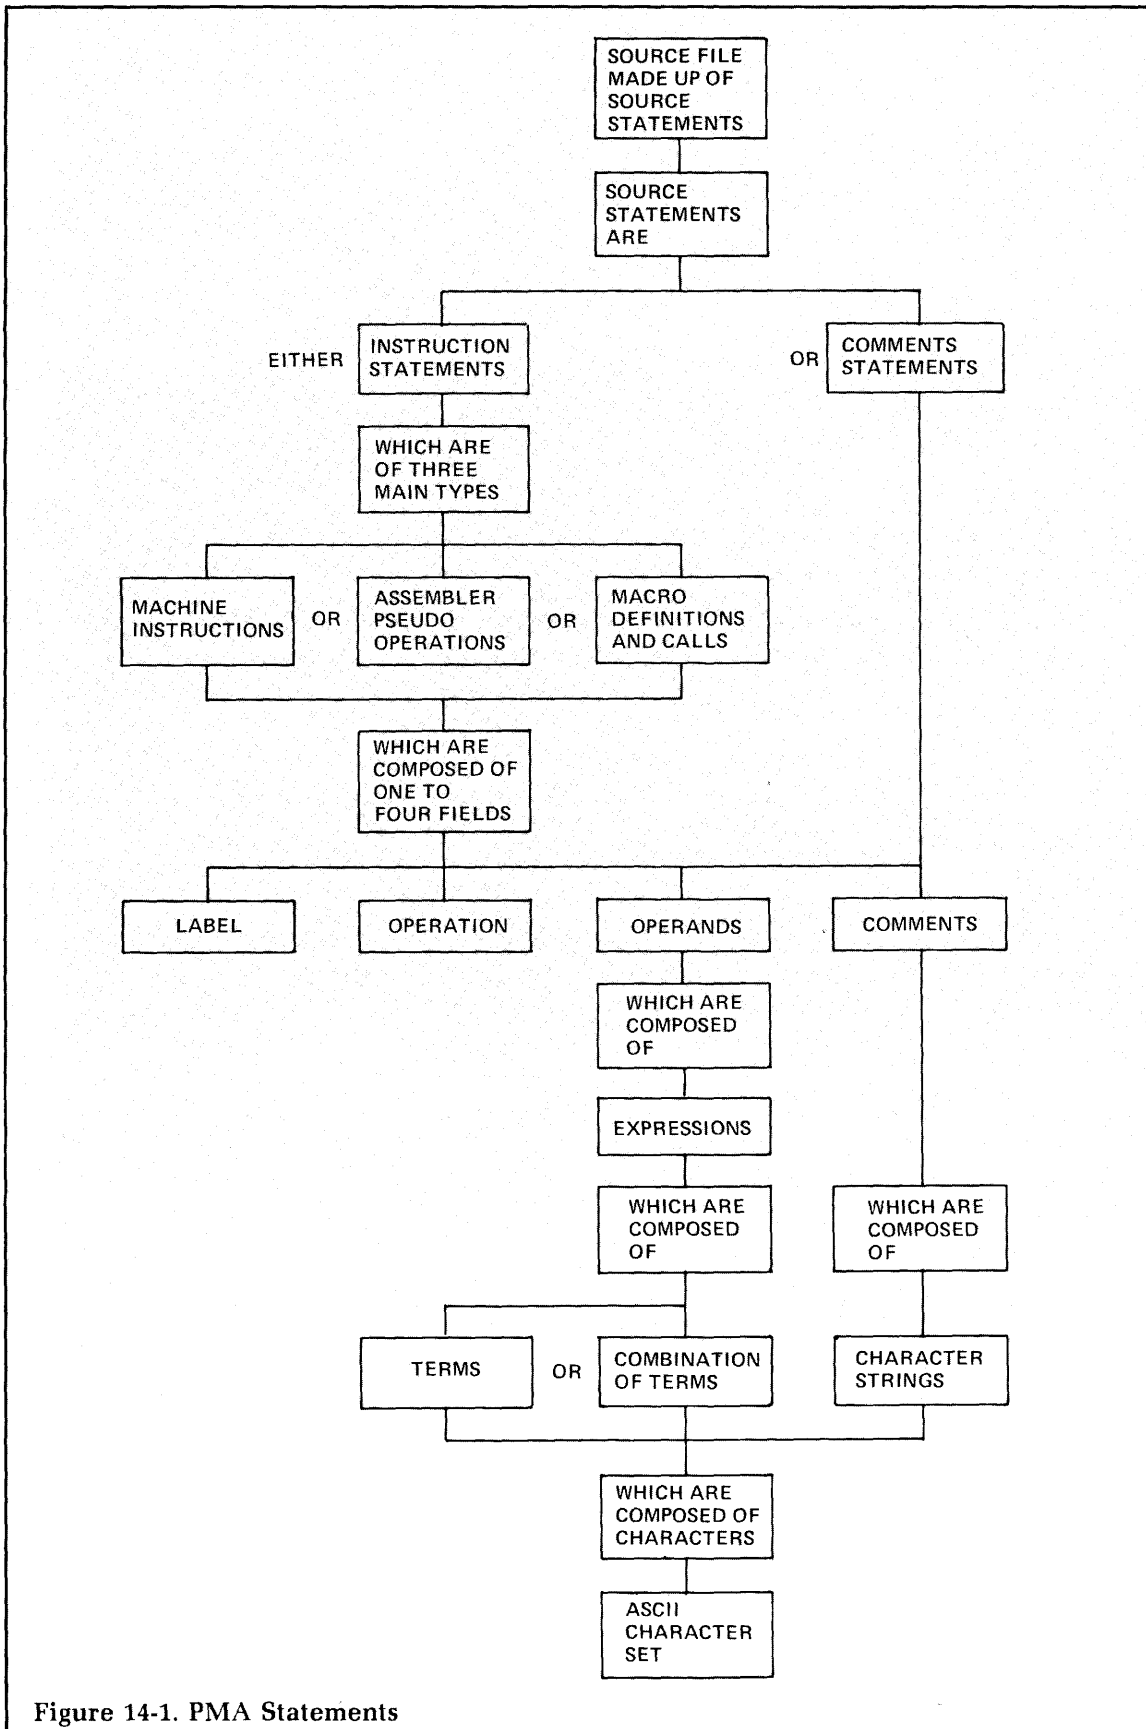 SOURCE FILE
MADE UP OF
SOURCE
STATEMENTS
SOURCE
STATEMENTS
ARE
EITHER
INSTRUCTION
STATEMENTS
OR
COMMENTS
STATEMENTS
WHICH ARE
OF THREE
MAIN TYPES
MACHINE
INSTRUCTIONS
OR
ASSEMBLER
PSEUDO
OPERATIONS
OR
MACRO
DEFINITIONS
AND CALLS
WHICH ARE
COMPOSED OF
ONE TO
FOUR FIELDS
LABEL
OPERATION
OPERANDS
COMMENTS
WHICH ARE
COMPOSED
OF
EXPRESSIONS
WHICH ARE
COMPOSED
OF
WHICH ARE
COMPOSED
OF
TERMS
OR
COMBINATION
OF TERMS
CHARACTER
STRINGS
WHICH ARE
COMPOSED OF
CHARACTERS
ASCII
CHARACTER
SET
Figure 14-1. PMA Statements